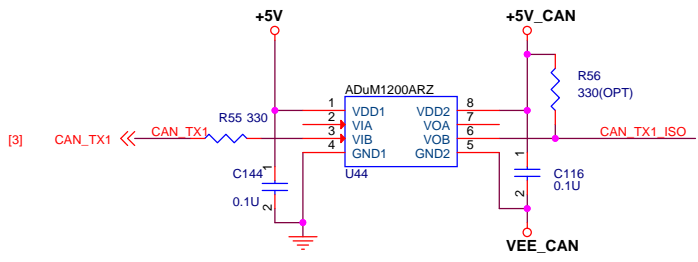 +5V
+5V_CAN
ADuM1200ARZ
R56
330(OPT)
1
VDD1
VDD2
8
2
VIA
VOA
7
R55 330
[3]
CAN_TX1
CAN_TX1
3
VIB
VOB
6
CAN_TX1_ISO
4
GND1
GND2
5
U44
1
C144
0.1U
2
1
C116
0.1U
2
VEE_CAN